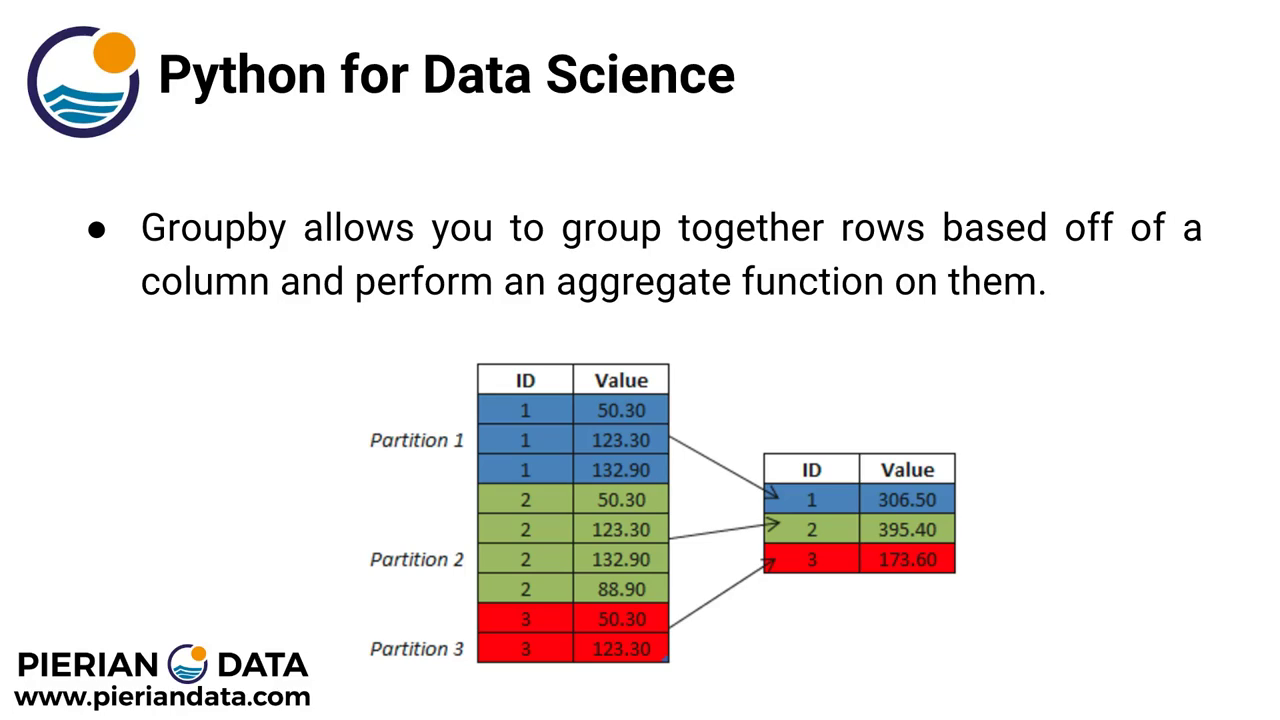 Python for Data Science
● Groupby allows you to group together rows based off of a
column and perform an aggregate function on them.
ID Value
1 50.30
Partition 1 1 123.30
1 132.90
2 50.30
2 123.30
Partition 2 2 132.90
2 88.90
3 50.30
Partition 3 3 123.30
ID Value
1 306.50
2 395.40
3 173.60
PIERIAN DATA
www.pieriandata.com